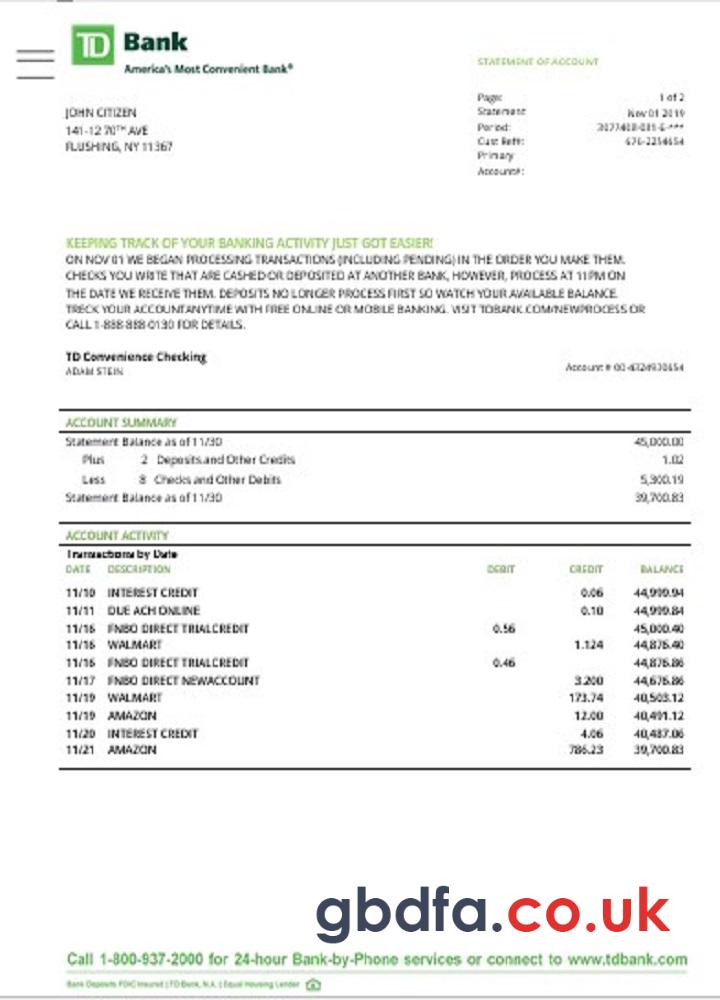 TD Bank
America's Most Convenient Bank®
STATEMENT OF ACCOUNT
JOHN CITIZEN
141-12 70TH AVE
FLUSHING, NY 11367
Page: 1 of 2
Statement Nov 01 2019
Period:
Cust Ref#: 676-2254654
Primary
Account#:
KEEPING TRACK OF YOUR BANKING ACTIVITY JUST GOT EASIER!
ON NOV 01 WE BEGAN PROCESSING TRANSACTIONS (INCLUDING PENDING) IN THE ORDER YOU MAKE THEM.
CHECKS YOU WRITE THAT ARE CASHED OR DEPOSITED AT ANOTHER BANK, HOWEVER, PROCESS AT 11PM ON
THE DATE WE RECEIVE THEM. DEPOSITS NO LONGER PROCESS FIRST SO WATCH YOUR AVAILABLE BALANCE.
TRECK YOUR ACCOUNTANYTIME WITH FREE ONLINE OR MOBILE BANKING. VISIT TDBANK.COM/NEWPROCESS OR
CALL 1-888-888-0130 FOR DETAILS.
TD Convenience Checking
ADAM STEIN
Account #
ACCOUNT SUMMARY
Statement Balance as of 11/30 45,000.00
Plus 2 Deposits and Other Credits 1.02
Less 8 Checks and Other Debits 5,300.19
Statement Balance as of 11/30 39,700.83
ACCOUNT ACTIVITY
Transactions by Date
DATE DESCRIPTION DEBIT CREDIT BALANCE
11/10 INTEREST CREDIT 0.06 44,999.94
11/11 DUE ACH ONLINE 0.10 44,999.84
11/16 FNBO DIRECT TRIALCREDIT 0.56 45,000.40
11/16 WALMART 1.124 44,876.40
11/16 FNBO DIRECT TRIALCREDIT 0.46 44,876.86
11/17 FNBO DIRECT NEWACCOUNT 3.200 44,676.86
11/19 WALMART 173.74 40,503.12
11/19 AMAZON 12.00 40,491.12
11/20 INTEREST CREDIT 4.06 40,487.06
11/21 AMAZON 786.23 39,700.83
gbdfa.co.uk
Call 1-800-937-2000 for 24-hour Bank-by-Phone services or connect to www.tdbank.com
Bank Deposits FDIC Insured | TD Bank, N.A. | Equal Housing Lender